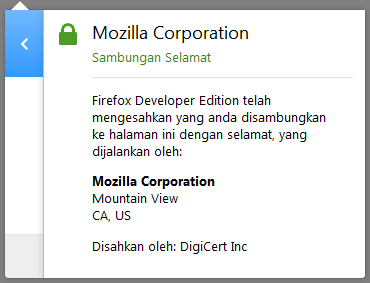 Mozilla Corporation
Sambungan Selamat
Firefox Developer Edition telah
mengesahkan yang anda disambungkan
ke halaman ini dengan selamat, yang
dijalankan oleh:
Mozilla Corporation
Mountain View
CA, US
Disahkan oleh: DigiCert Inc